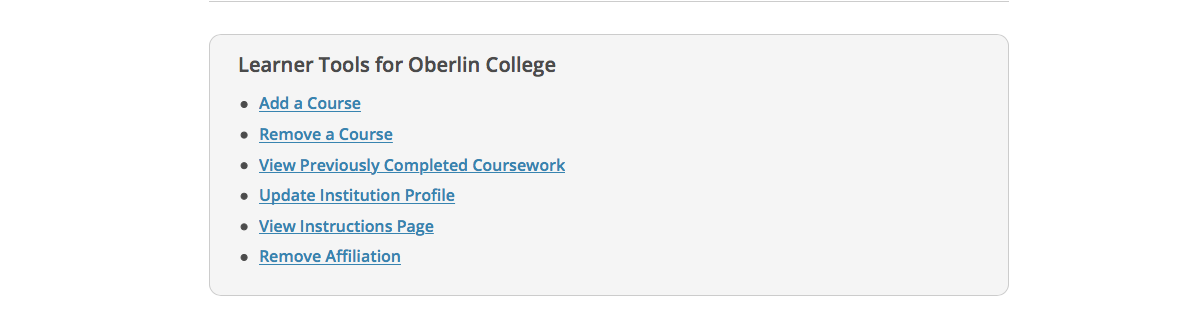 Learner Tools for Oberlin College
Add a Course
Remove a Course
View Previously Completed Coursework
Update Institution Profile
View Instructions Page
Remove Affiliation